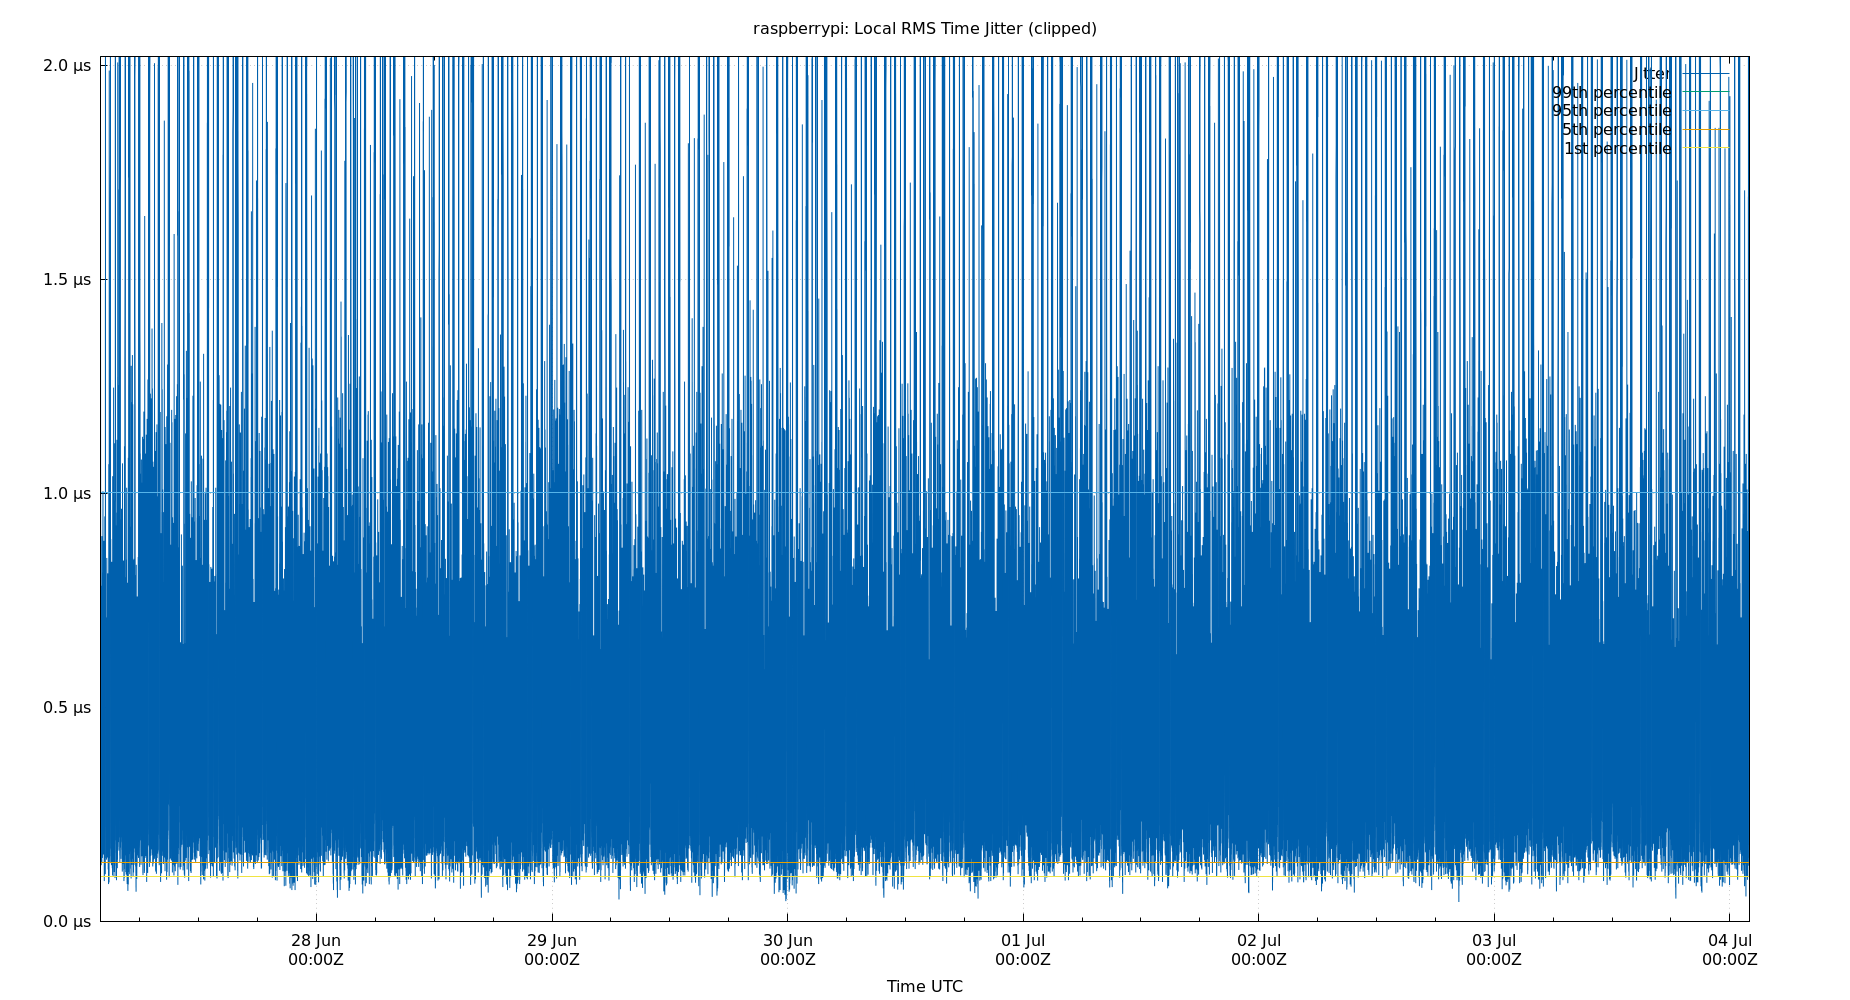 raspberrypi: Local RMS Time Jitter (clipped)
2.0 μs
1.5 μs
1.0 μs
0.5 μs
0.0 μs
Jitter
99th percentile
95th percentile
5th percentile
1st percentile
28 Jun 29 Jun 30 Jun 01 Jul 02 Jul 03 Jul 04 Jul
00:00Z 00:00Z 00:00Z 00:00Z 00:00Z 00:00Z 00:00Z
Time UTC